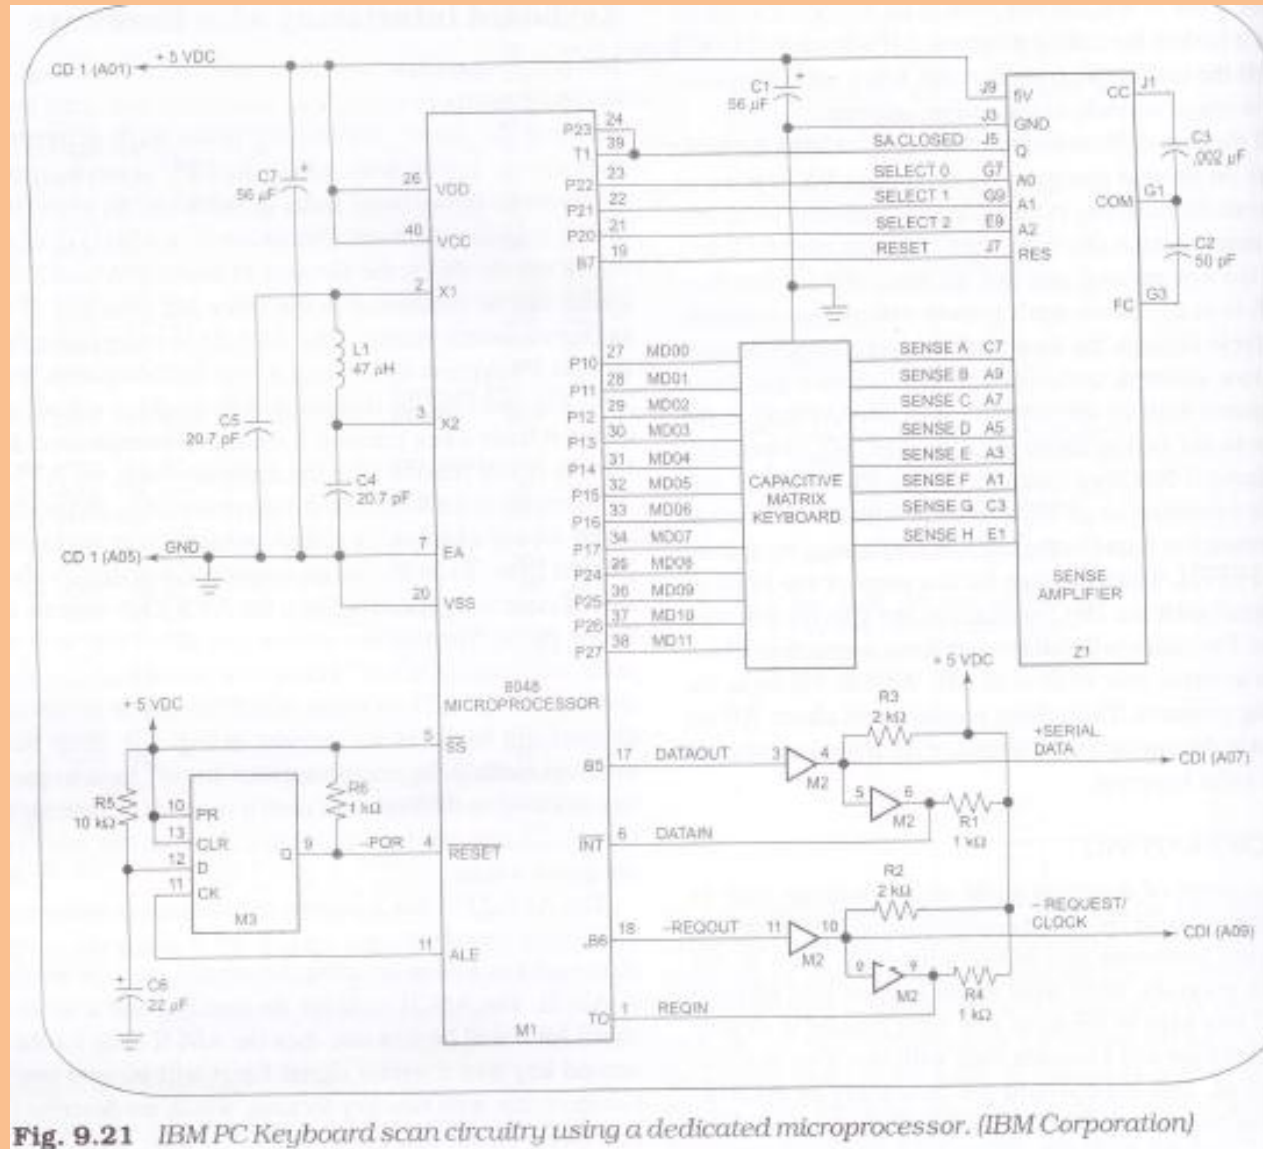 + 5 VDC
CD 1 (A01)
C7
56 µF
C1
56 µF
+
+
26
VDD
40
VCC
2
X1
L1
47 µH
3
X2
C5
20.7 pF
C4
20.7 pF
CD 1 (A05)
GND
7
EA
20
VSS
8048
MICROPROCESSOR
P23
24
T1
39
P22
23
P21
22
P20
21
B7
19
SA CLOSED
SELECT 0
SELECT 1
SELECT 2
RESET
J9
5V
J3
GND
J5
Q
G7
A0
G9
A1
E9
A2
J7
RES
CC
J1
C3
.002 µF
COM
G1
C2
50 pF
FC
G3
P10
27
MD00
P11
28
MD01
P12
29
MD02
P13
30
MD03
P14
31
MD04
P15
32
MD05
P16
33
MD06
P17
34
MD07
P24
MD08
P25
36
MD09
P26
37
MD10
P27
38
MD11
CAPACITIVE
MATRIX
KEYBOARD
SENSE A C7
SENSE B A9
SENSE C A7
SENSE D A5
SENSE E A3
SENSE F A1
SENSE G C3
SENSE H E1
SENSE
AMPLIFIER
Z1
+ 5 VDC
R5
10 kΩ
10
PR
13
CLR
12
D
11
CK
Q
9
M3
R6
1 kΩ
–POR
5
SS
4
RESET
11
ALE
C6
22 µF
+
M1
B5
17
DATAOUT
3
4
M2
5
6
M2
R3
2 kΩ
+ 5 VDC
+SERIAL
DATA
CDI (A07)
R1
1 kΩ
INT
6
DATAIN
R2
2 kΩ
B6
18
–REQOUT
11
10
M2
9
M2
– REQUEST/
CLOCK
CDI (A09)
R4
1 kΩ
TO
1
REQIN
Fig. 9.21 IBM PC Keyboard scan circuitry using a dedicated microprocessor. (IBM Corporation)